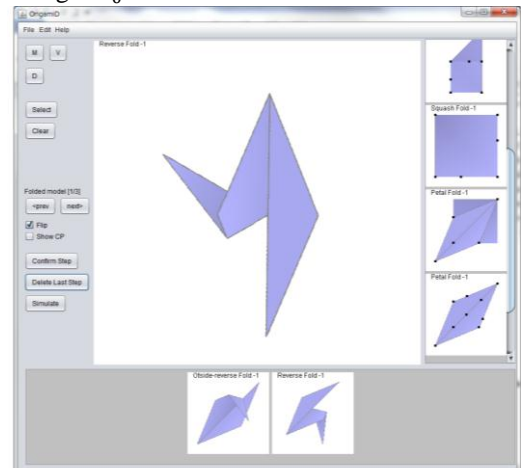 OrigamiD
File Edit Help
M V
D
Select
Clear
Folded model [1/3]
<prev next>
Flip
Show CP
Confirm Step
Delete Last Step
Simulate
Reverse Fold -1
Squash Fold -1
Petal Fold -1
Petal Fold -1
Otside-reverse Fold -1 Reverse Fold -1